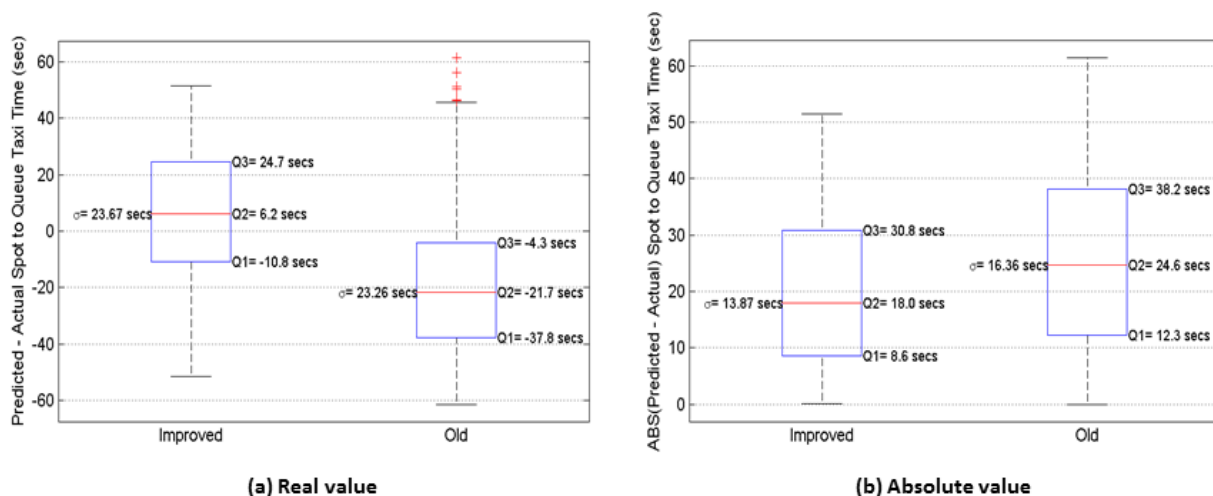 Predicted - Actual Spot to Queue Taxi Time (sec)
60
40
20
0
-20
-40
-60
Q3= 24.7 secs
σ= 23.67 secs
Q2= 6.2 secs
Q1= -10.8 secs
Q3= -4.3 secs
σ= 23.26 secs
Q2= -21.7 secs
Q1= -37.8 secs
Improved
Old
(a) Real value
ABS(Predicted - Actual) Spot to Queue Taxi Time (sec)
60
50
40
30
20
10
0
Q3= 30.8 secs
σ= 13.87 secs
Q2= 18.0 secs
Q1= 8.6 secs
Q3= 38.2 secs
σ= 16.36 secs
Q2= 24.6 secs
Q1= 12.3 secs
Improved
Old
(b) Absolute value